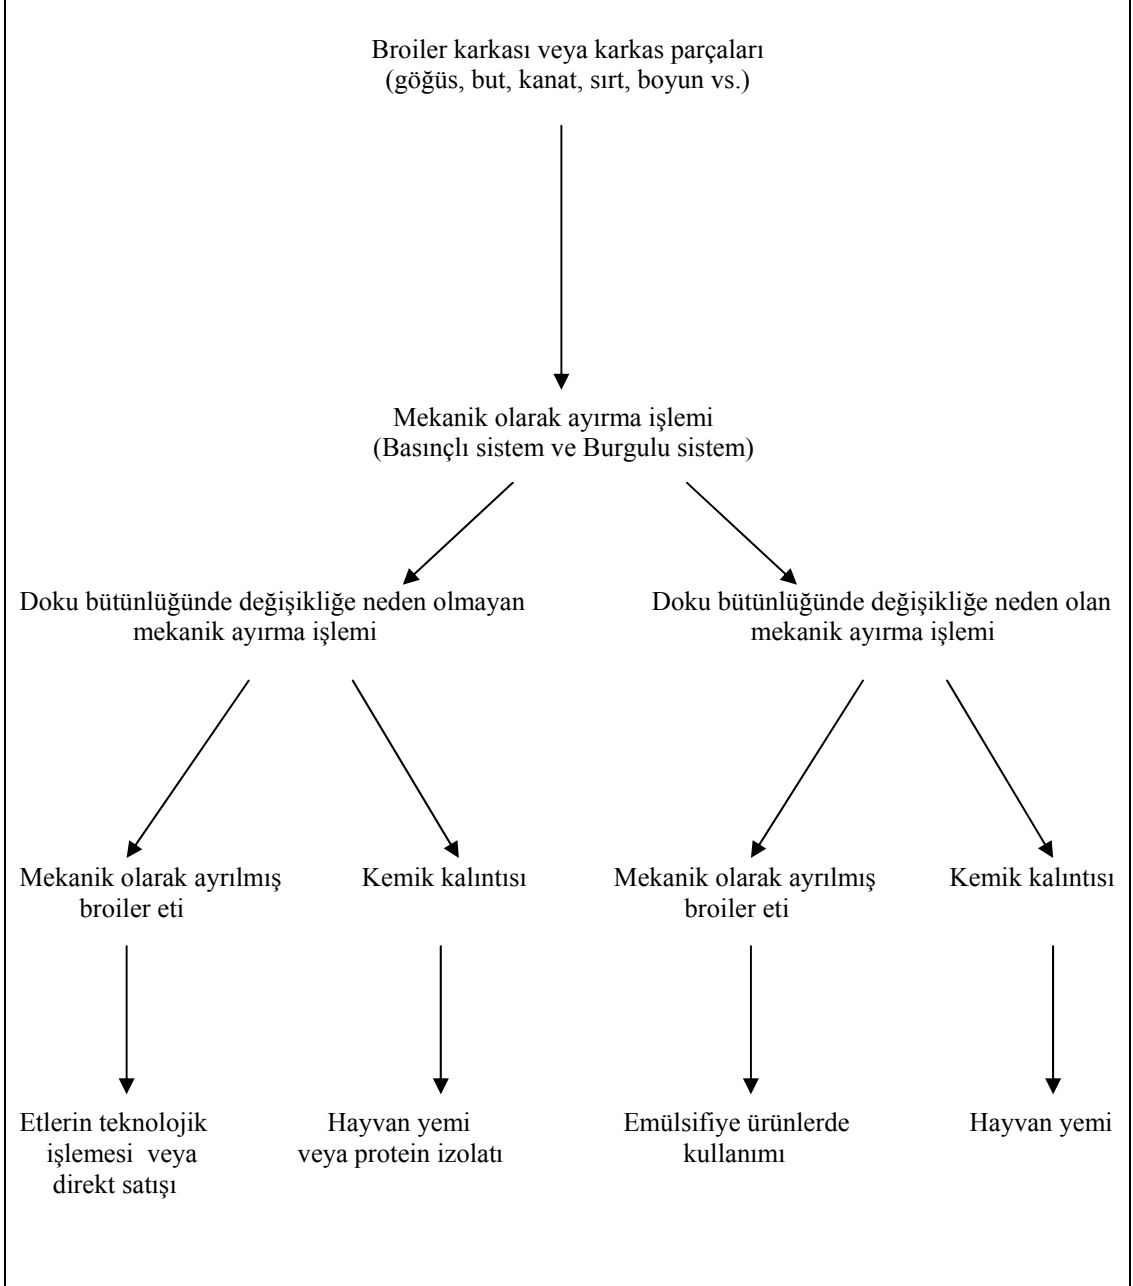 Broiler karkası veya karkas parçaları
(göğüs, but, kanat, sırt, boyun vs.)
Mekanik olarak ayırma işlemi
(Basınçlı sistem ve Burgulu sistem)
Doku bütünlüğünde değişikliğe neden olmayan
mekanik ayırma işlemi
Doku bütünlüğünde değişikliğe neden olan
mekanik ayırma işlemi
Mekanik olarak ayrılmış
broiler eti
Kemik kalıntısı
Mekanik olarak ayrılmış
broiler eti
Kemik kalıntısı
Etlerin teknolojik
işlemesi veya
direkt satışı
Hayvan yemi
veya protein izolatı
Emülsifiye ürünlerde
kullanımı
Hayvan yemi